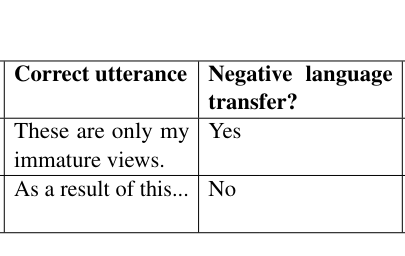 Correct utterance
Negative language
transfer?
These are only my
immature views.
Yes
As a result of this...
No